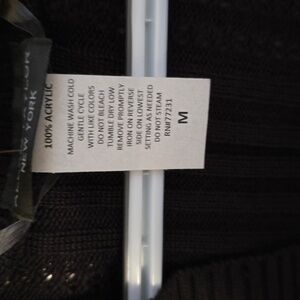 TAYLOR
NEW YORK
100% ACRYLIC
MACHINE WASH COLD
GENTLE CYCLE
WITH LIKE COLORS
DO NOT BLEACH
TUMBLE DRY LOW
REMOVE PROMPTLY
IRON ON REVERSE
SIDE ON LOWEST
SETTING AS NEEDED
DO NOT STEAM
RN#77231
M